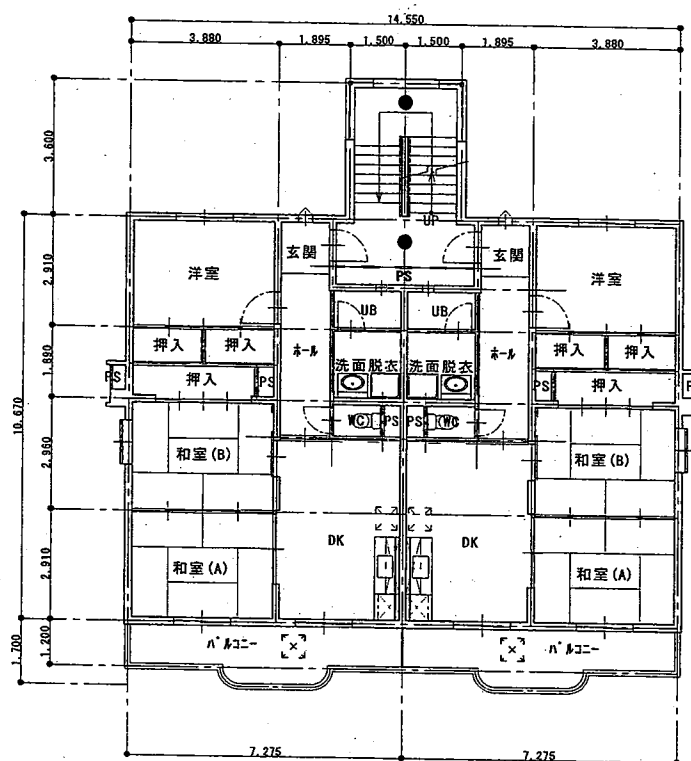 14.550
3.880 1.895 1.500 1.500 1.895 3.880
3.600
UP
玄関 玄関
洋室 PS 洋室
2.910
UB UB
押入 押入 ホール 洗面 脱衣 洗面 脱衣 ホール 押入 押入
1.890
PS 押入 PS PS 押入
WC PS PS WC
10.670
2.960
和室(B) 和室(B)
DK DK
2.910
和室(A) 和室(A)
バルコニー バルコニー
1.200
1.700
7.275 7.275